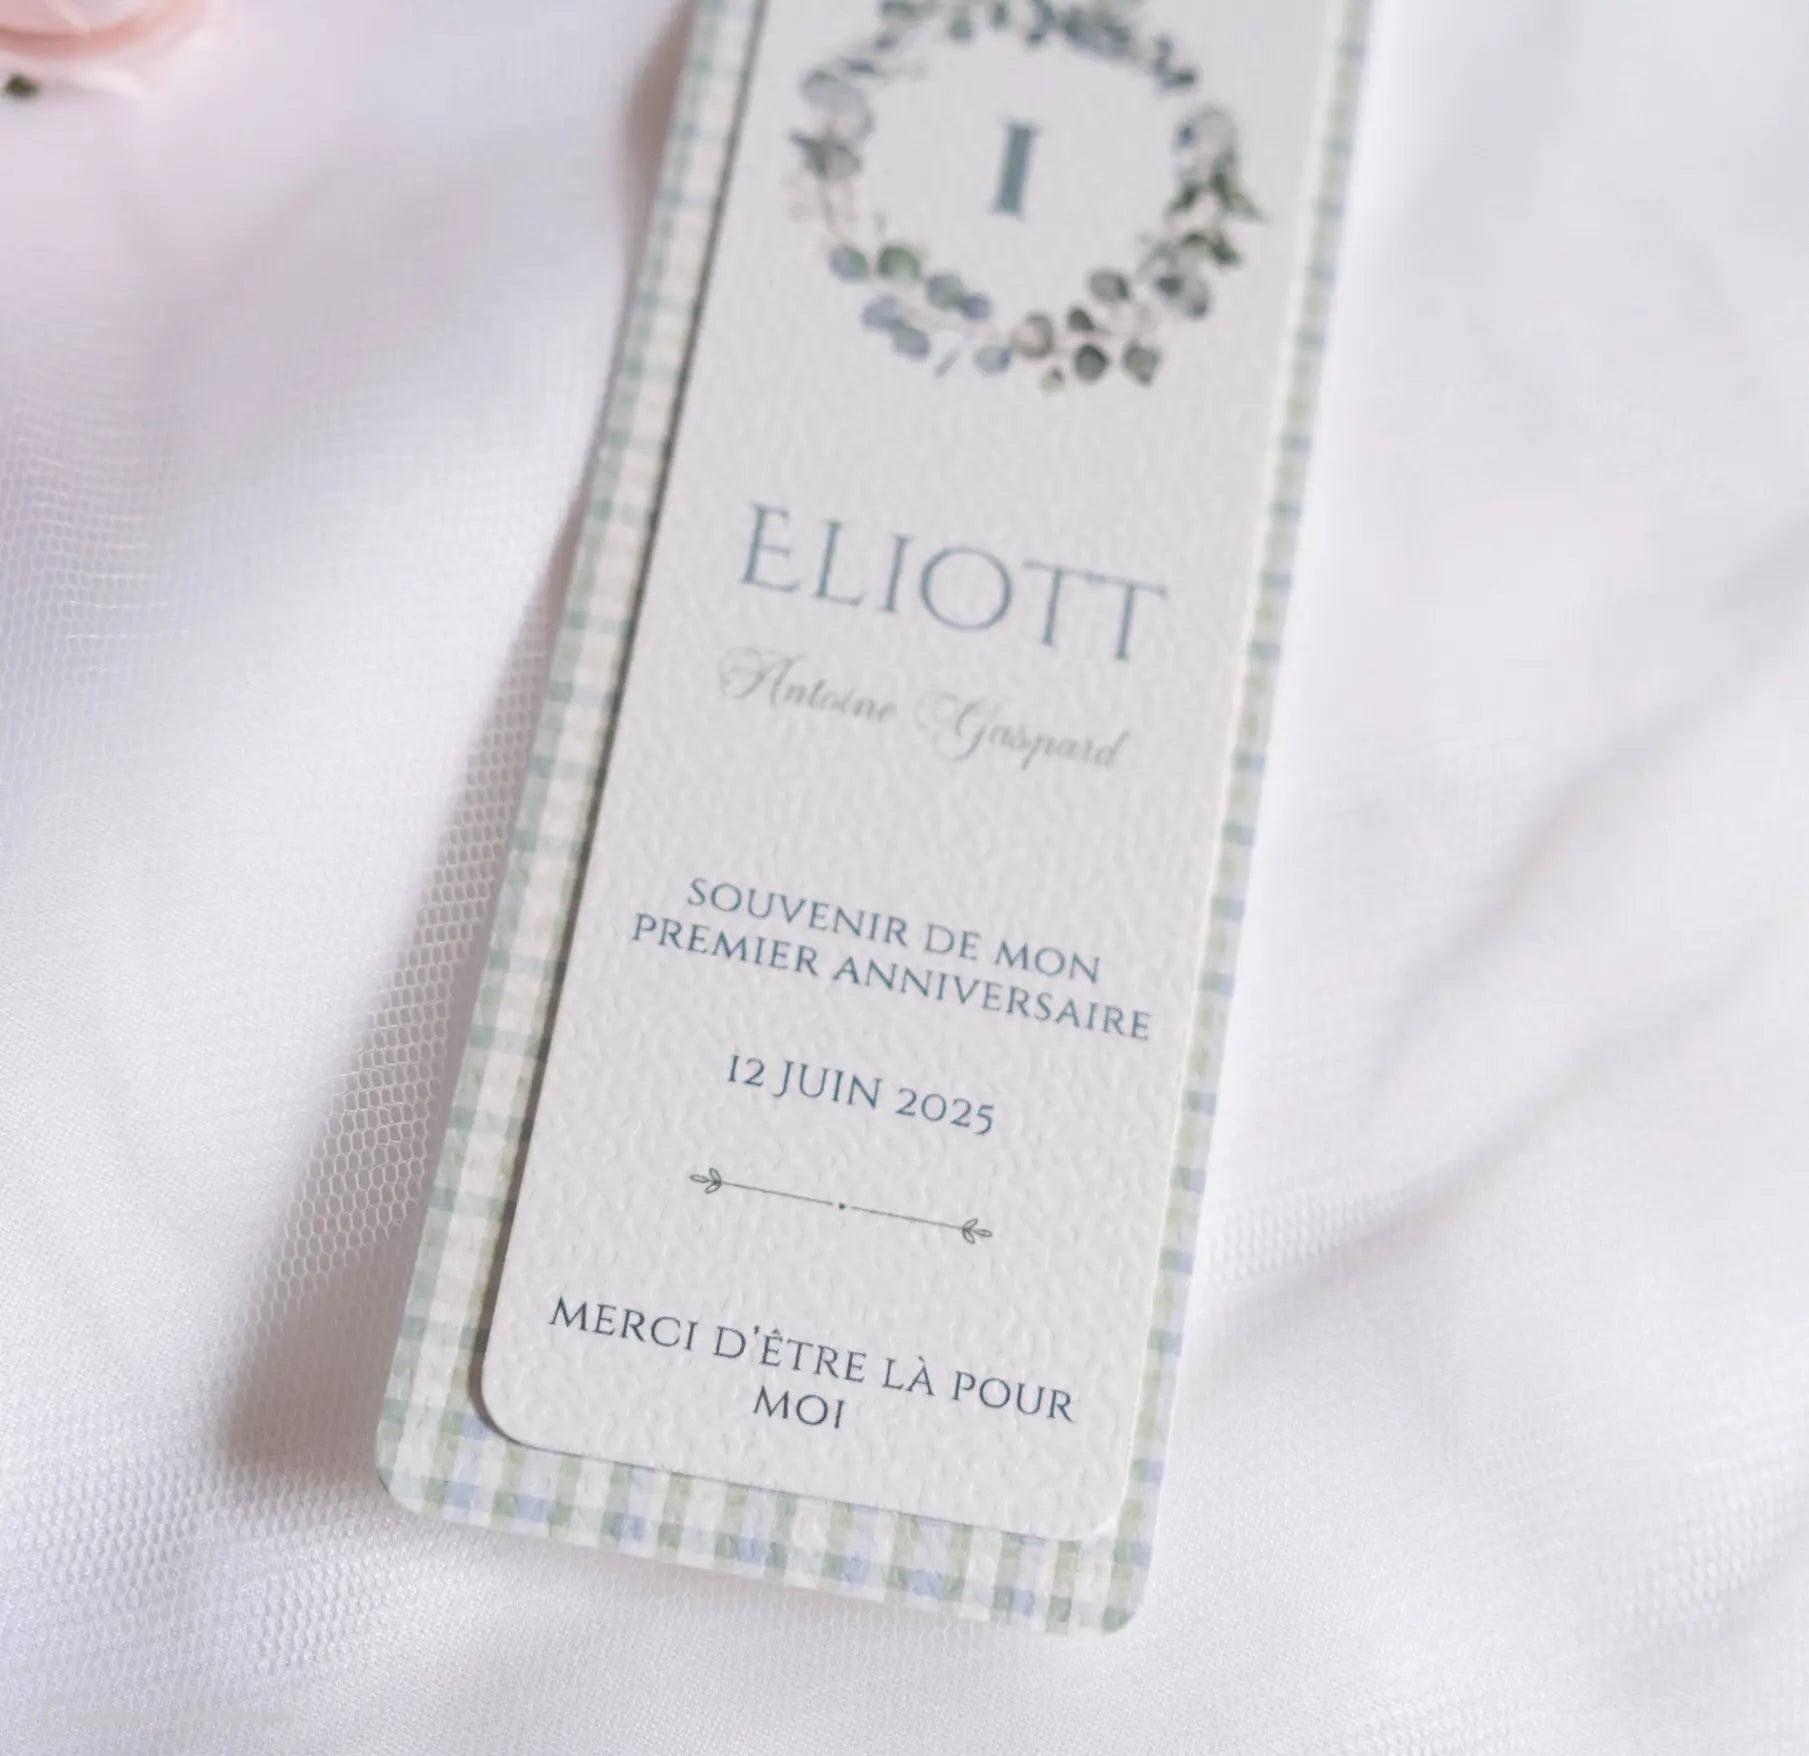 I
ELIOTT
Antoine Gaspard
SOUVENIR DE MON
PREMIER ANNIVERSAIRE
12 JUIN 2025
MERCI D'ÊTRE LÀ POUR
MOI